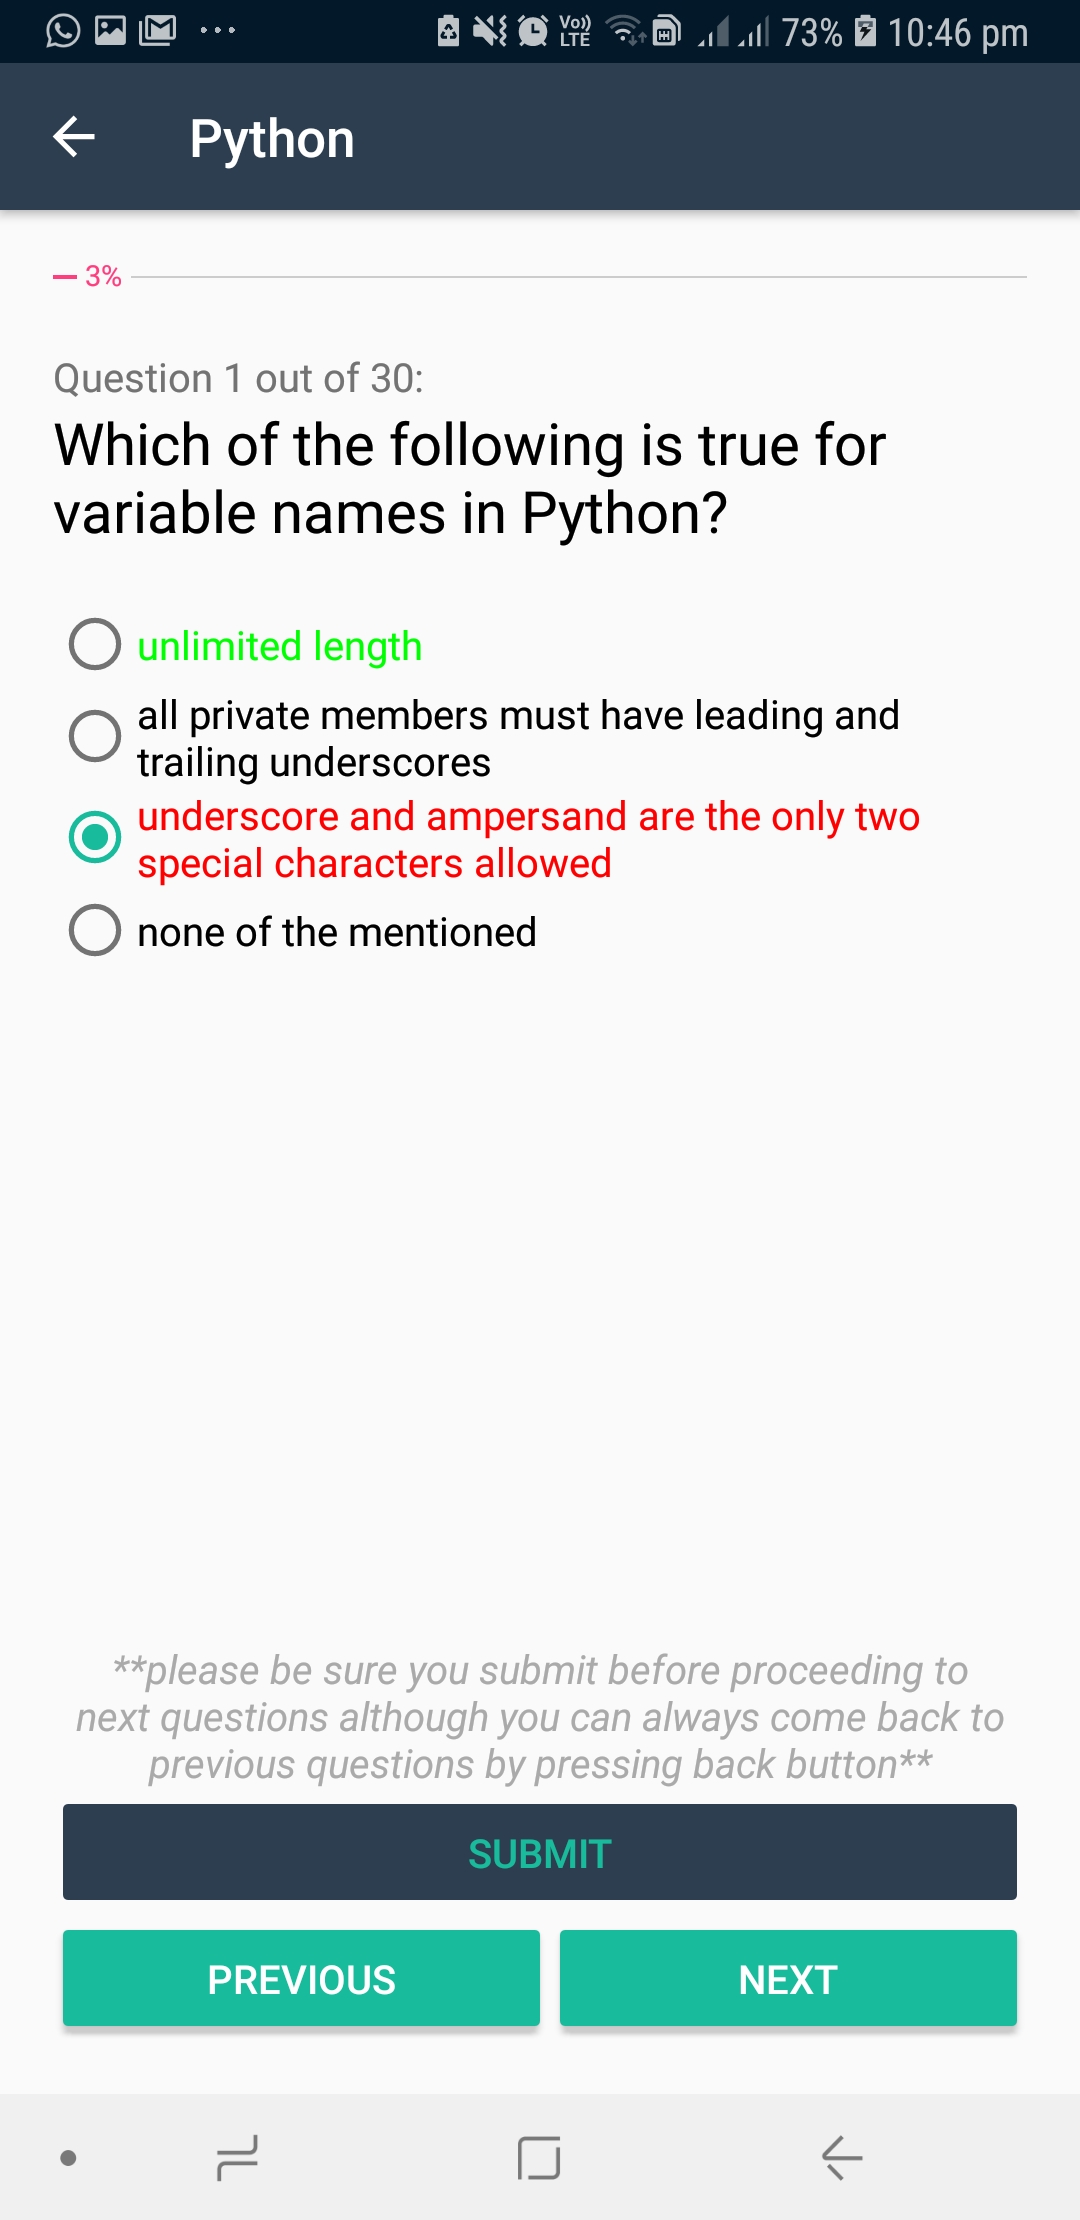 Vo)) LTE 73% 10:46 pm
Python
3%
Question 1 out of 30:
Which of the following is true for
variable names in Python?
unlimited length
all private members must have leading and
trailing underscores
underscore and ampersand are the only two
special characters allowed
none of the mentioned
**please be sure you submit before proceeding to
next questions although you can always come back to
previous questions by pressing back button**
SUBMIT
PREVIOUS NEXT